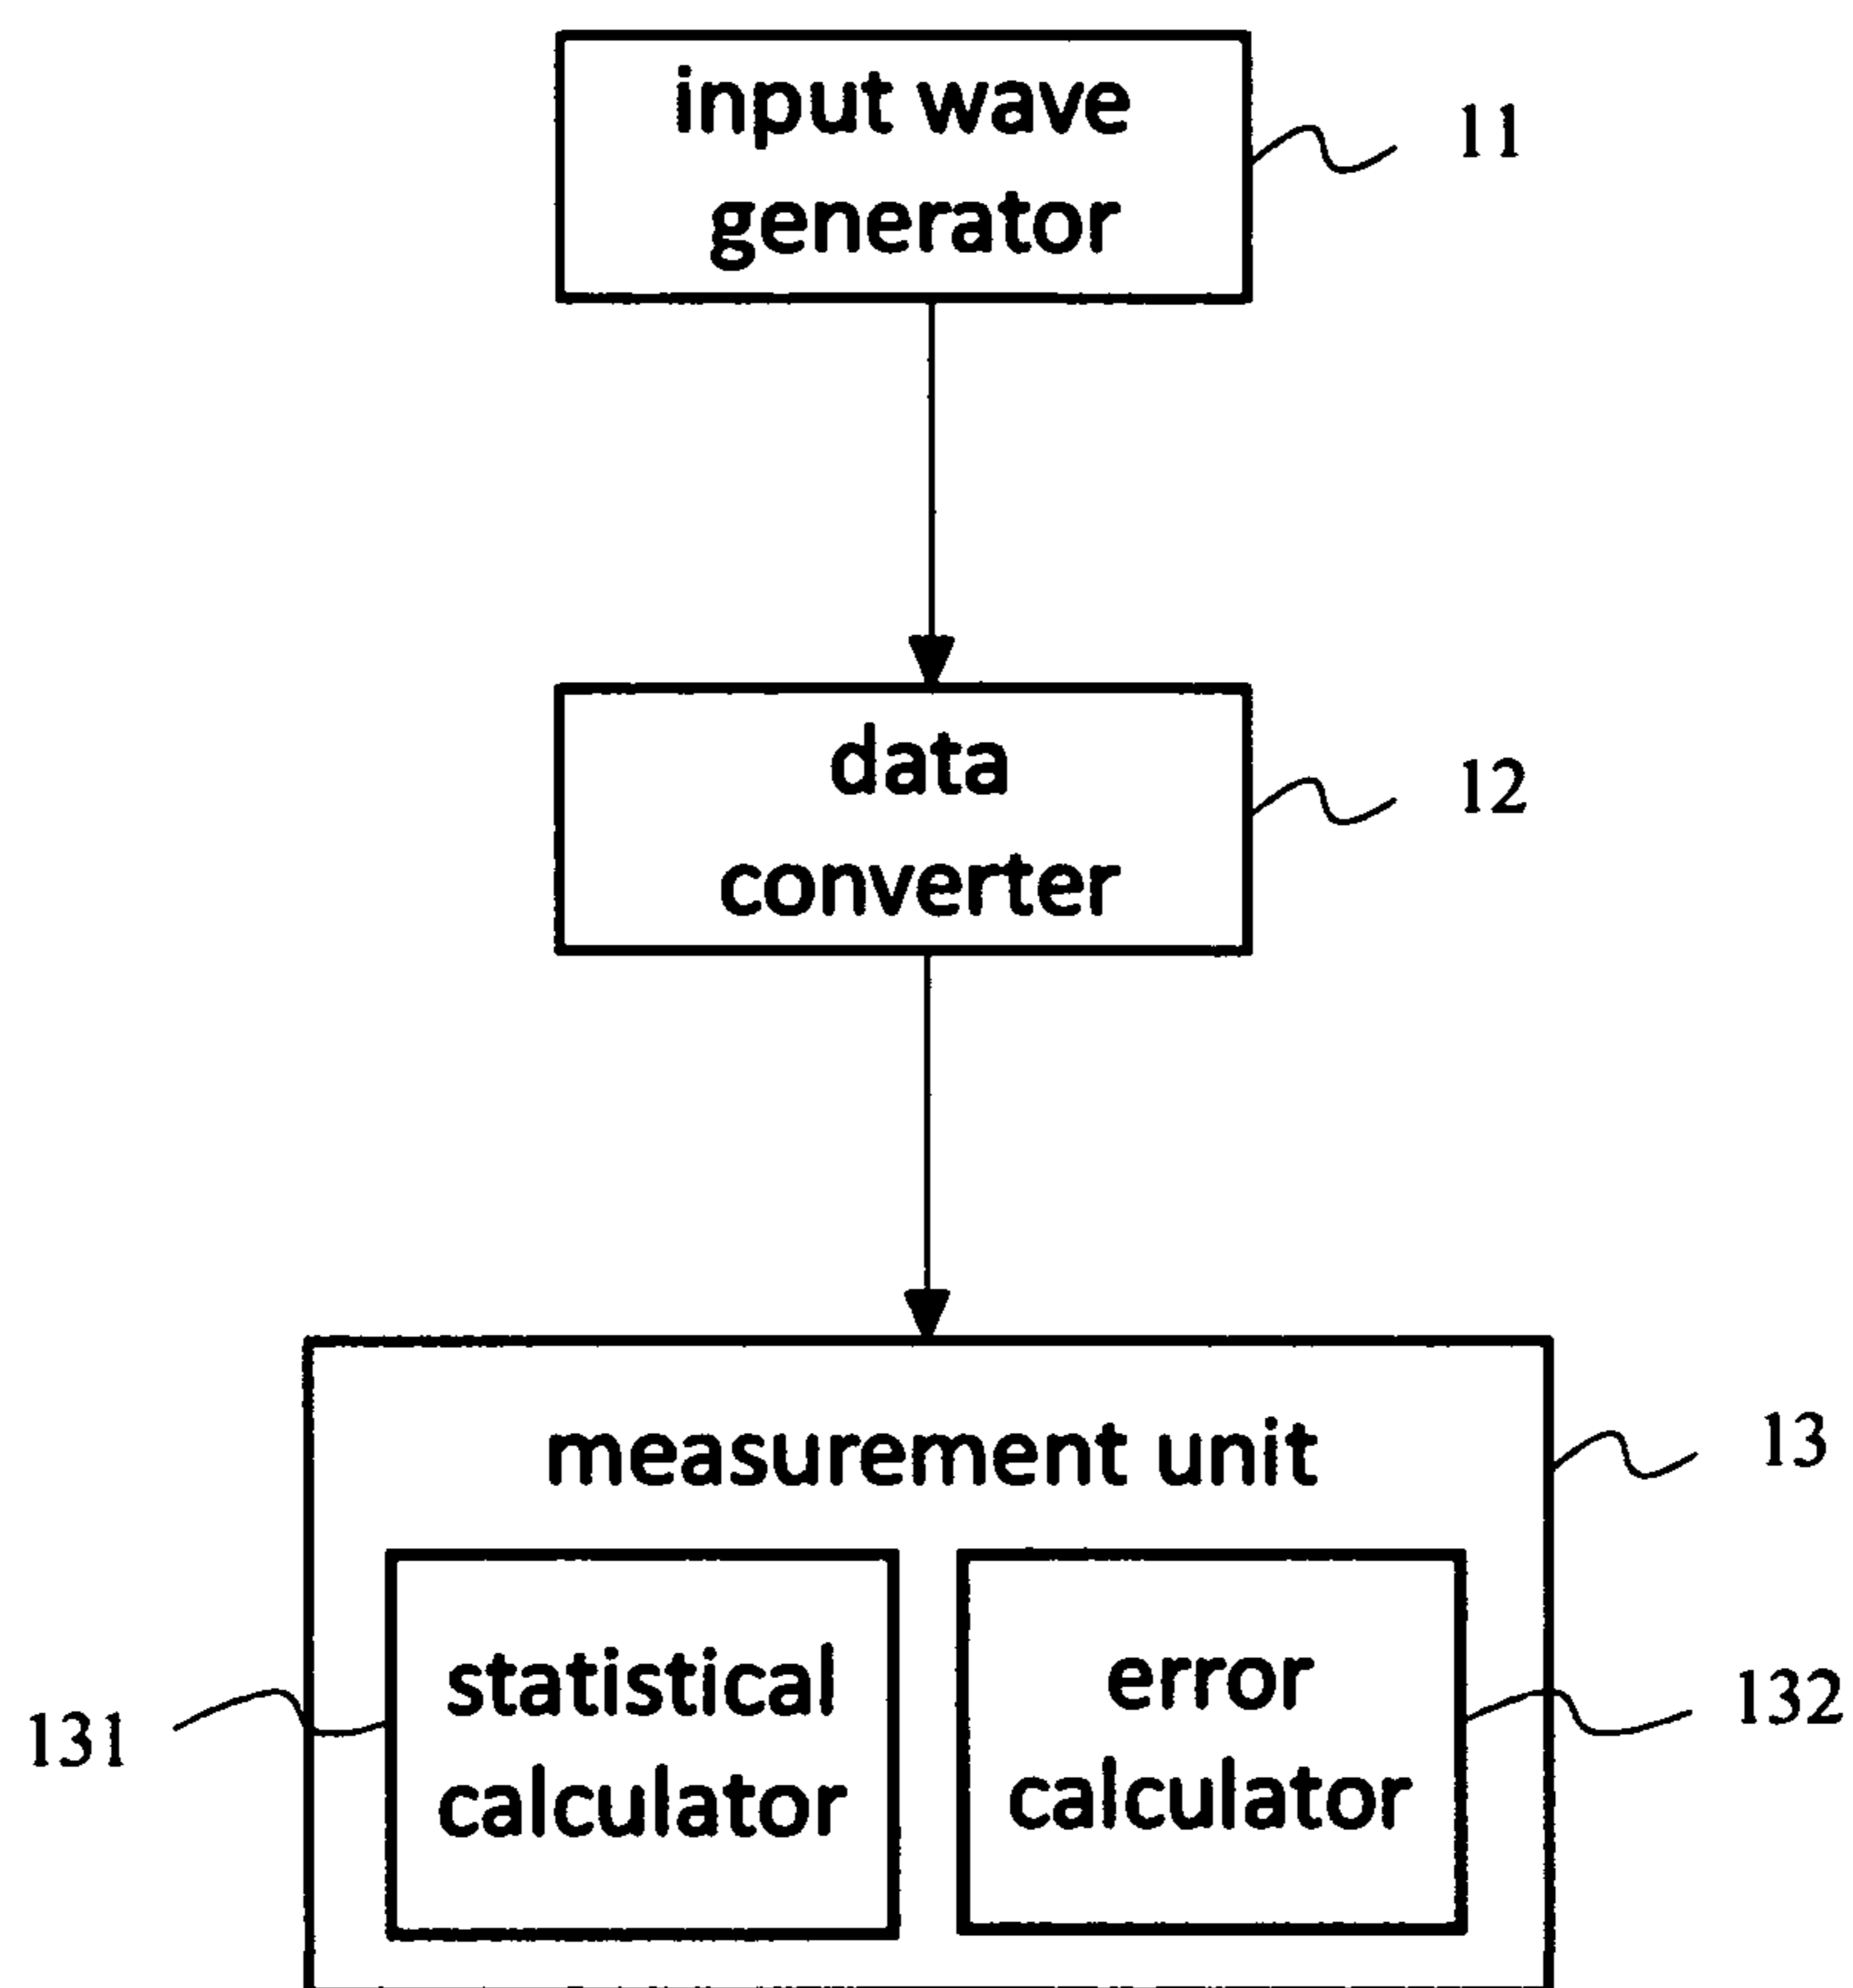 input wave
generator
11
data
converter
12
measurement unit
13
statistical
calculator
131
error
calculator
132